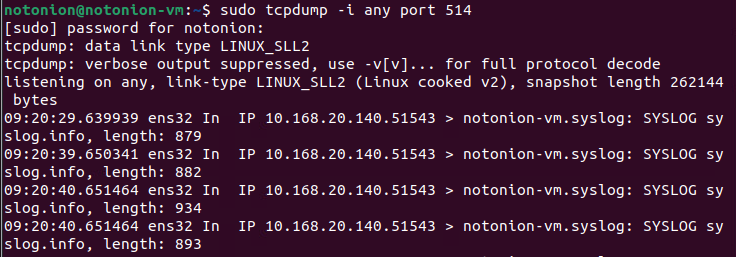 notonion@notonion-vm:~$ sudo tcpdump -i any port 514
[sudo] password for notonion:
tcpdump: data link type LINUX_SLL2
tcpdump: verbose output suppressed, use -v[v]... for full protocol decode
listening on any, link-type LINUX_SLL2 (Linux cooked v2), snapshot length 262144
 bytes
09:20:29.639939 ens32 In  IP 10.168.20.140.51543 > notonion-vm.syslog: SYSLOG sy
slog.info, length: 879
09:20:39.650341 ens32 In  IP 10.168.20.140.51543 > notonion-vm.syslog: SYSLOG sy
slog.info, length: 882
09:20:40.651464 ens32 In  IP 10.168.20.140.51543 > notonion-vm.syslog: SYSLOG sy
slog.info, length: 934
09:20:40.651464 ens32 In  IP 10.168.20.140.51543 > notonion-vm.syslog: SYSLOG sy
slog.info, length: 893